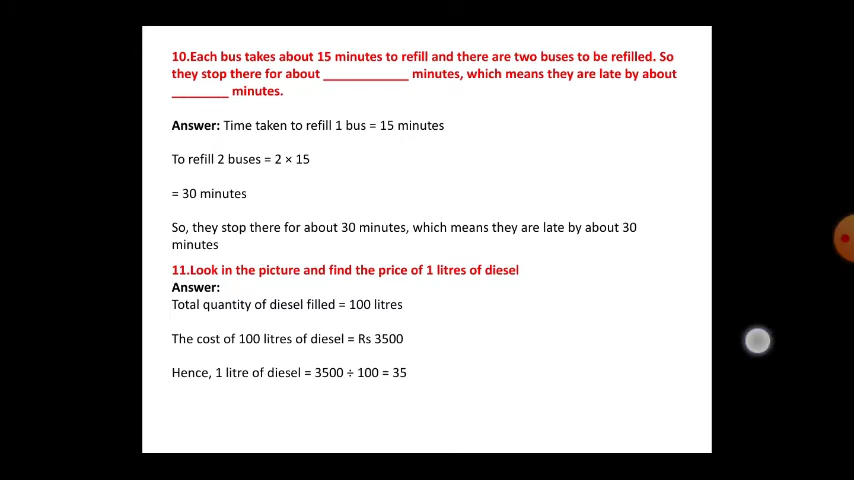 10.Each bus takes about 15 minutes to refill and there are two buses to be refilled. So
they stop there for about ____________ minutes, which means they are late by about
________ minutes.
Answer: Time taken to refill 1 bus = 15 minutes
To refill 2 buses = 2 × 15
= 30 minutes
So, they stop there for about 30 minutes, which means they are late by about 30
minutes
11.Look in the picture and find the price of 1 litres of diesel
Answer:
Total quantity of diesel filled = 100 litres
The cost of 100 litres of diesel = Rs 3500
Hence, 1 litre of diesel = 3500 ÷ 100 = 35